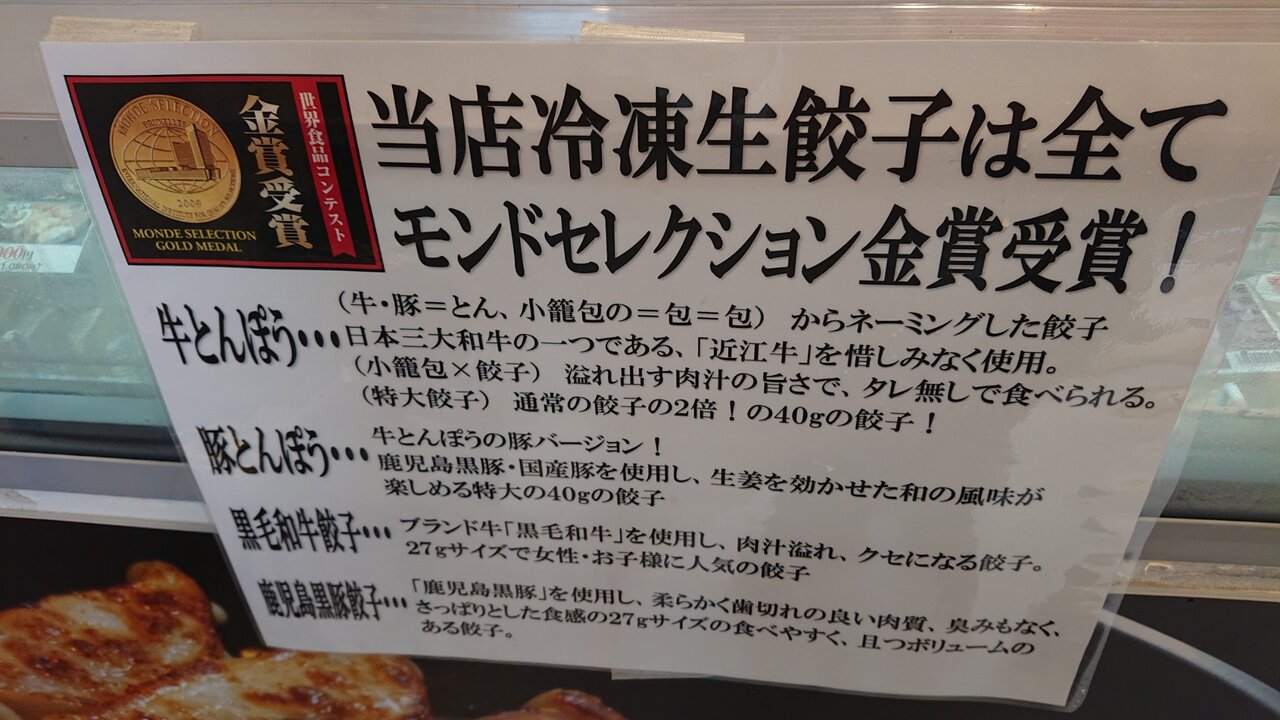 世界食品コンテスト
金賞受賞
MONDE SELECTION
BRUXELLES
INTERNATIONAL INSTITUTE FOR QUALITY SELECTIONS
2009
MONDE SELECTION
GOLD MEDAL
当店冷凍生餃子は全て
モンドセレクション金賞受賞！
牛とんぽう・・・
（牛・豚＝とん、小籠包の＝包＝包） からネーミングした餃子
日本三大和牛の一つである、「近江牛」を惜しみなく使用。
（小籠包×餃子） 溢れ出す肉汁の旨さで、タレ無しで食べられる。
（特大餃子） 通常の餃子の2倍！の40gの餃子！
豚とんぽう・・・
牛とんぽうの豚バージョン！
鹿児島黒豚・国産豚を使用し、生姜を効かせた和の風味が
楽しめる特大の40gの餃子
黒毛和牛餃子・・・
ブランド牛「黒毛和牛」を使用し、肉汁溢れ、クセになる餃子。
27gサイズで女性・お子様に人気の餃子
鹿児島黒豚餃子・・・
「鹿児島黒豚」を使用し、柔らかく歯切れの良い肉質、臭みもなく、
さっぱりとした食感の27gサイズの食べやすく、且つボリュームの
ある餃子。